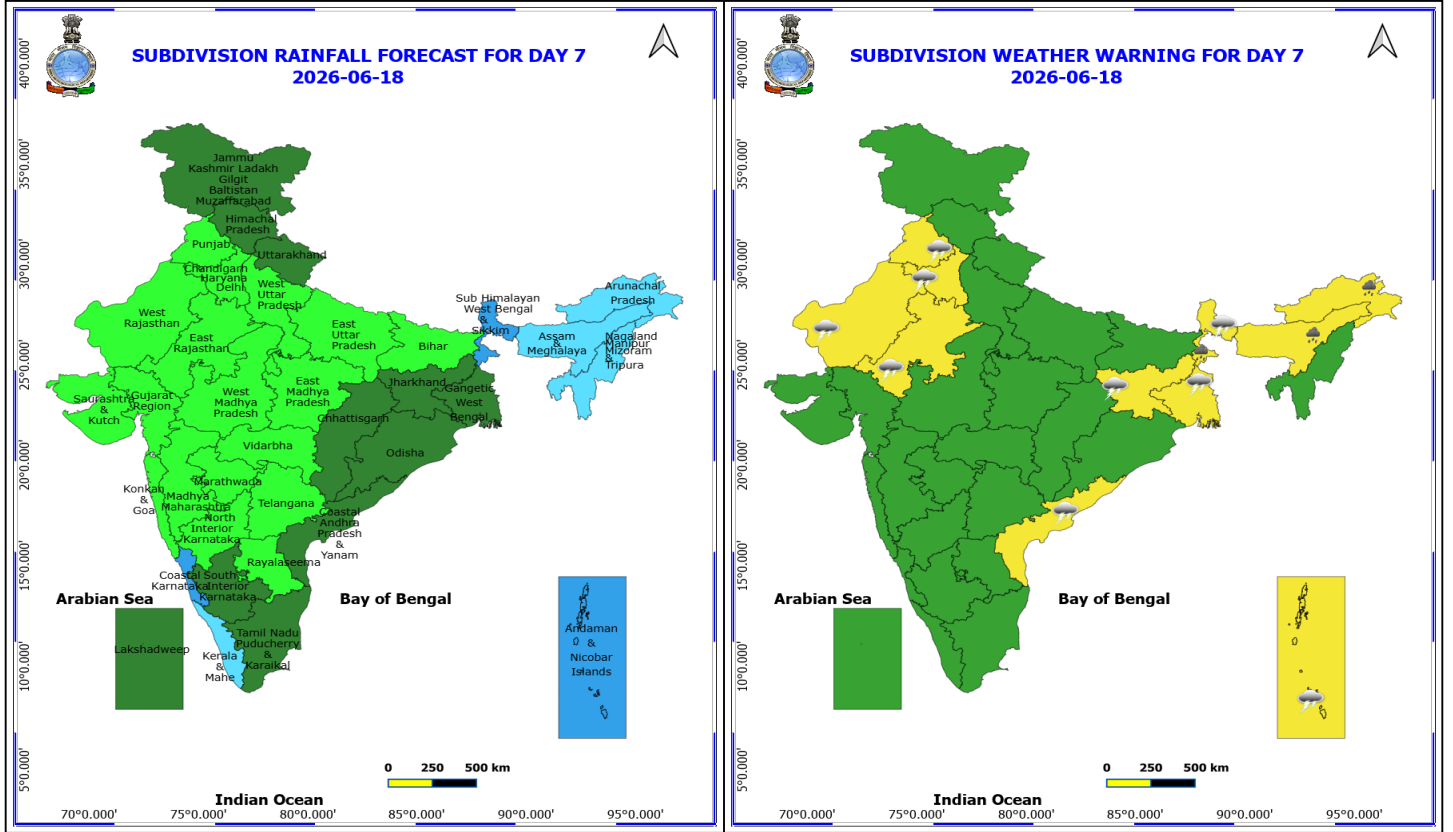 SUBDIVISION RAINFALL FORECAST FOR DAY 7
2026-06-18
40°0.000'
35°0.000'
30°0.000'
25°0.000'
20°0.000'
15°0.000'
10°0.000'
5°0.000'
Jammu
Kashmir Ladakh
Gilgit
Baltistan
Muzaffarabad
Himachal
Pradesh
Punjab
Uttarakhand
Chandigarh
Haryana
Delhi
West
Uttar
Pradesh
West
Rajasthan
East
Rajasthan
East
Uttar
Pradesh
Bihar
Sub Himalayan
West Bengal
&
Sikkim
Arunachal
Pradesh
Assam
&
Meghalaya
Nagaland
Manipur
Mizoram
&
Tripura
Saurashtra
&
Kutch
Gujarat
Region
West
Madhya
Pradesh
East
Madhya
Pradesh
Jharkhand
Gangetic
West
Bengal
Chhattisgarh
Odisha
Vidarbha
Konkan
&
Goa
Madhya
Maharashtra
Marathwada
Telangana
North
Interior
Karnataka
Coastal
Andhra
Pradesh
&
Yanam
Rayalaseema
Coastal
Karnataka
South
Interior
Karnataka
Arabian Sea
Bay of Bengal
Lakshadweep
Kerala
&
Mahe
Tamil Nadu
Puducherry
&
Karaikal
Andaman
&
Nicobar
Islands
0 250 500 km
Indian Ocean
70°0.000' 75°0.000' 80°0.000' 85°0.000' 90°0.000' 95°0.000'
SUBDIVISION WEATHER WARNING FOR DAY 7
2026-06-18
40°0.000'
35°0.000'
30°0.000'
25°0.000'
20°0.000'
15°0.000'
10°0.000'
5°0.000'
Arabian Sea
Bay of Bengal
0 250 500 km
Indian Ocean
70°0.000' 75°0.000' 80°0.000' 85°0.000' 90°0.000' 95°0.000'